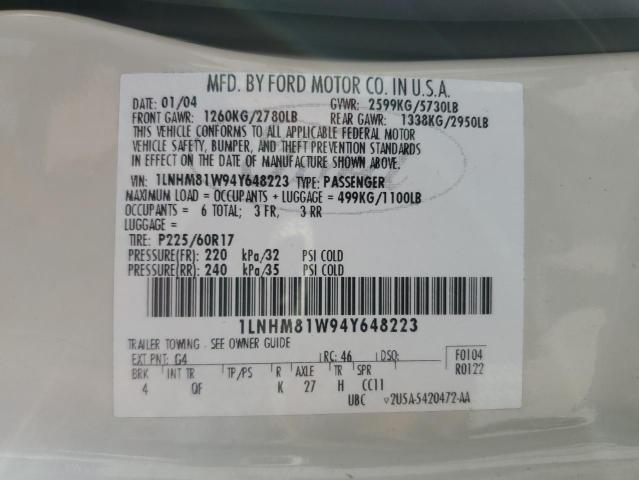 MFD. BY FORD MOTOR CO. IN U.S.A.
DATE: 01/04 GVWR: 2599KG/5730LB
FRONT GAWR: 1260KG/2780LB REAR GAWR: 1338KG/2950LB
THIS VEHICLE CONFORMS TO ALL APPLICABLE FEDERAL MOTOR
VEHICLE SAFETY, BUMPER, AND THEFT PREVENTION STANDARDS
IN EFFECT ON THE DATE OF MANUFACTURE SHOWN ABOVE.
VIN: 1LNHM81W94Y648223 TYPE: PASSENGER
MAXIMUM LOAD = OCCUPANTS + LUGGAGE = 499KG/1100LB
OCCUPANTS = 6 TOTAL; 3 FR, 3 RR
LUGGAGE =
TIRE: P225/60R17
PRESSURE(FR): 220 kPa/32 PSI COLD
PRESSURE(RR): 240 kPa/35 PSI COLD
1LNHM81W94Y648223
TRAILER TOWING - SEE OWNER GUIDE
EXT PNT: G4 RC: 46 DSO: F0104
BRK INT TR TP/PS R AXLE TR SPR R0122
4 QF K 27 H CC11
UBC 2U5A-5420472-AA